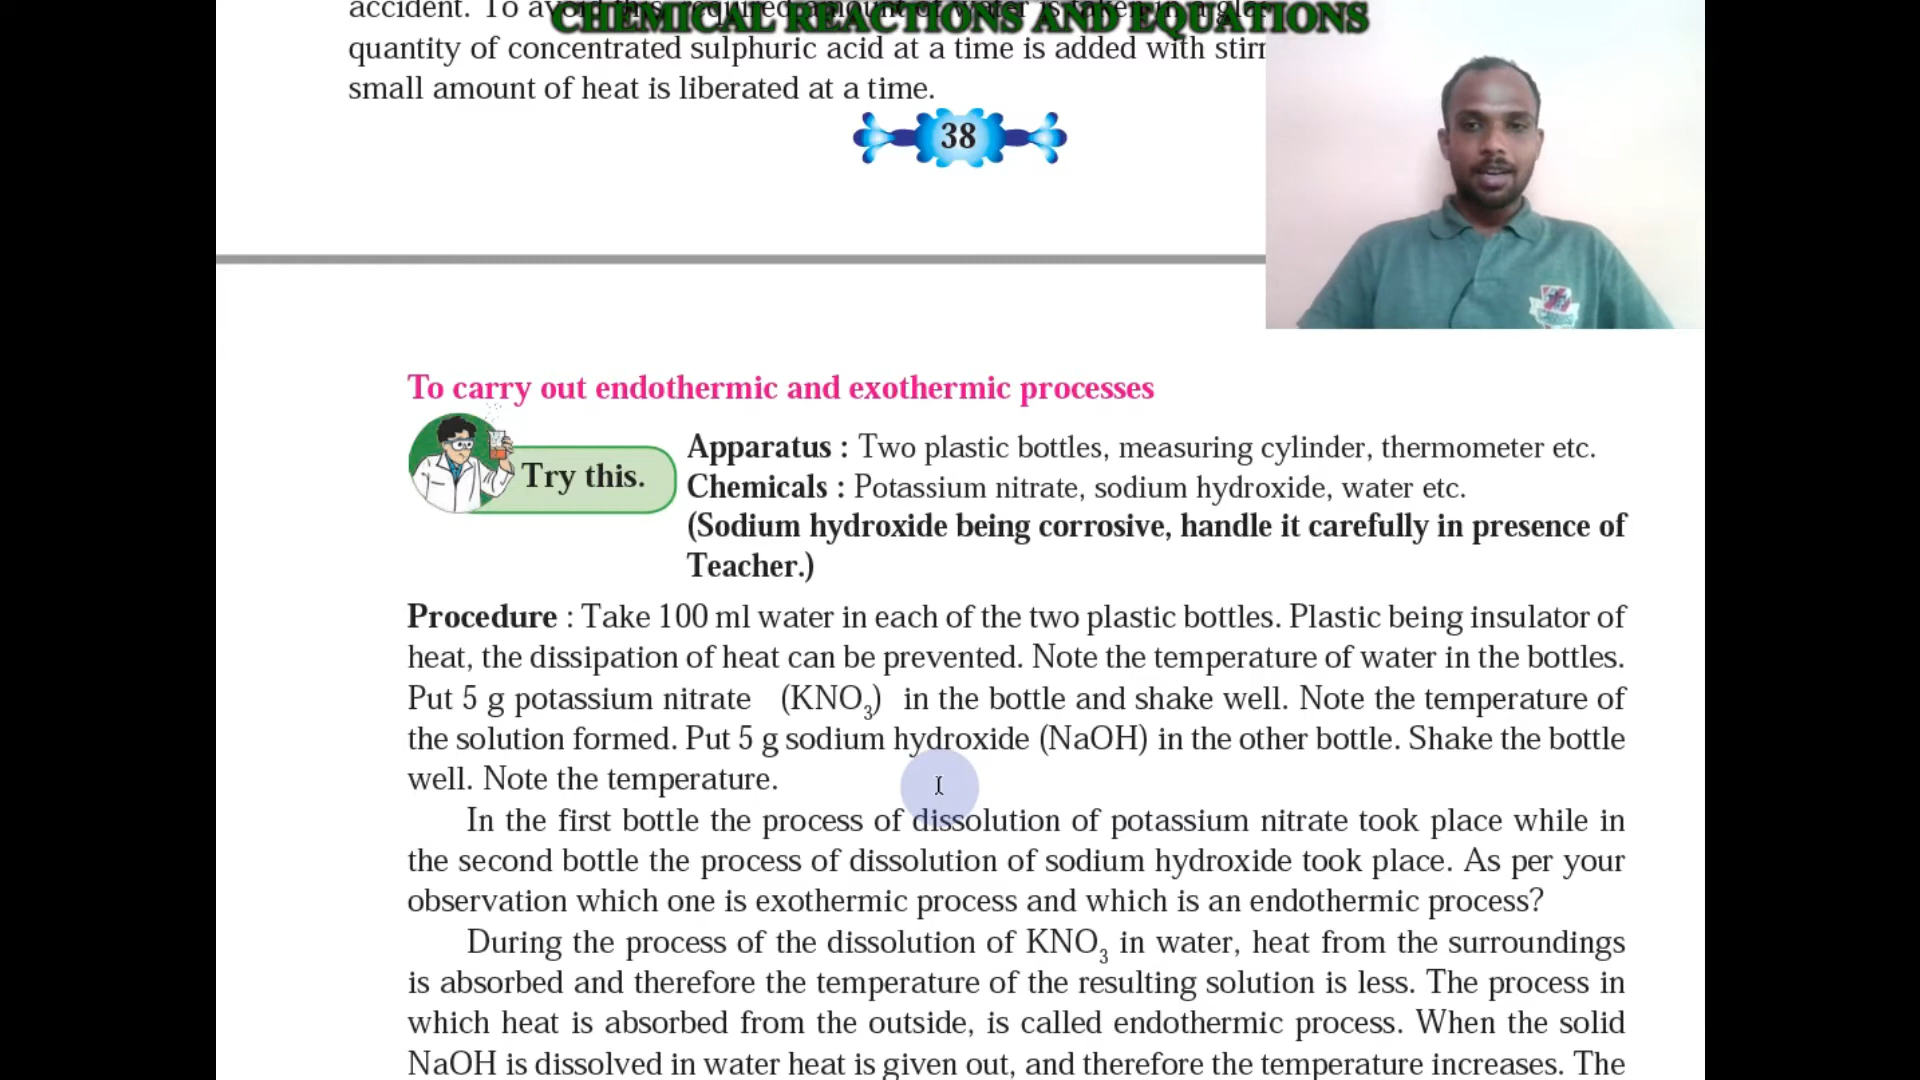 CHEMICAL REACTIONS AND EQUATIONS
accident. To avoid this, required amount of water is taken in a
quantity of concentrated sulphuric acid at a time is added with
small amount of heat is liberated at a time.
38
To carry out endothermic and exothermic processes
Try this.
Apparatus : Two plastic bottles, measuring cylinder, thermometer etc.
Chemicals : Potassium nitrate, sodium hydroxide, water etc.
(Sodium hydroxide being corrosive, handle it carefully in presence of
Teacher.)
Procedure : Take 100 ml water in each of the two plastic bottles. Plastic being insulator of
heat, the dissipation of heat can be prevented. Note the temperature of water in the bottles.
Put 5 g potassium nitrate (KNO₃) in the bottle and shake well. Note the temperature of
the solution formed. Put 5 g sodium hydroxide (NaOH) in the other bottle. Shake the bottle
well. Note the temperature.
In the first bottle the process of dissolution of potassium nitrate took place while in
the second bottle the process of dissolution of sodium hydroxide took place. As per your
observation which one is exothermic process and which is an endothermic process?
During the process of the dissolution of KNO₃ in water, heat from the surroundings
is absorbed and therefore the temperature of the resulting solution is less. The process in
which heat is absorbed from the outside, is called endothermic process. When the solid
NaOH is dissolved in water heat is given out, and therefore the temperature increases. The